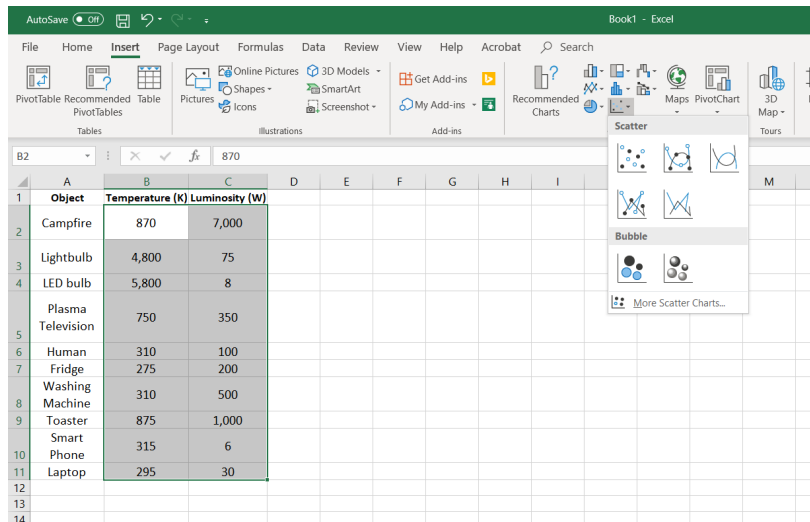 AutoSave Off Book1 - Excel
File Home Insert Page Layout Formulas Data Review View Help Acrobat Search
PivotTable Recommended PivotTables Table
Pictures Online Pictures Shapes Icons 3D Models SmartArt Screenshot
Get Add-ins My Add-ins
Recommended Charts Maps PivotChart 3D Map
Tables Illustrations Add-ins Tours
B2 fx 870
A B C D E F G H I M
1 Object Temperature (K) Luminosity (W)
2 Campfire 870 7,000
3 Lightbulb 4,800 75
4 LED bulb 5,800 8
5 Plasma Television 750 350
6 Human 310 100
7 Fridge 275 200
8 Washing Machine 310 500
9 Toaster 875 1,000
10 Smart Phone 315 6
11 Laptop 295 30
12
13
14
Scatter
Bubble
More Scatter Charts...